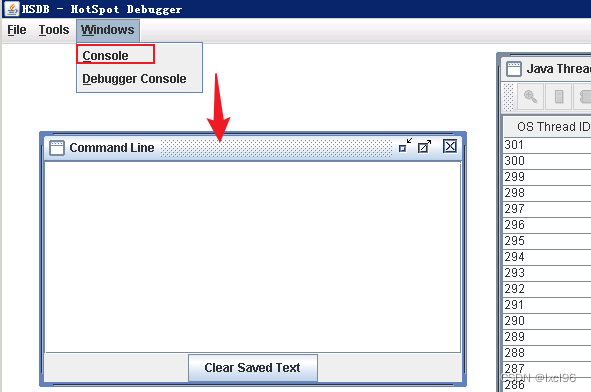 HSDB - HotSpot Debugger
File Tools Windows
Console
Debugger Console
Command Line
Clear Saved Text
Java Threa
OS Thread ID
301
300
299
298
297
296
295
294
293
292
291
290
289
288
287
286
CSDN @lxcl96